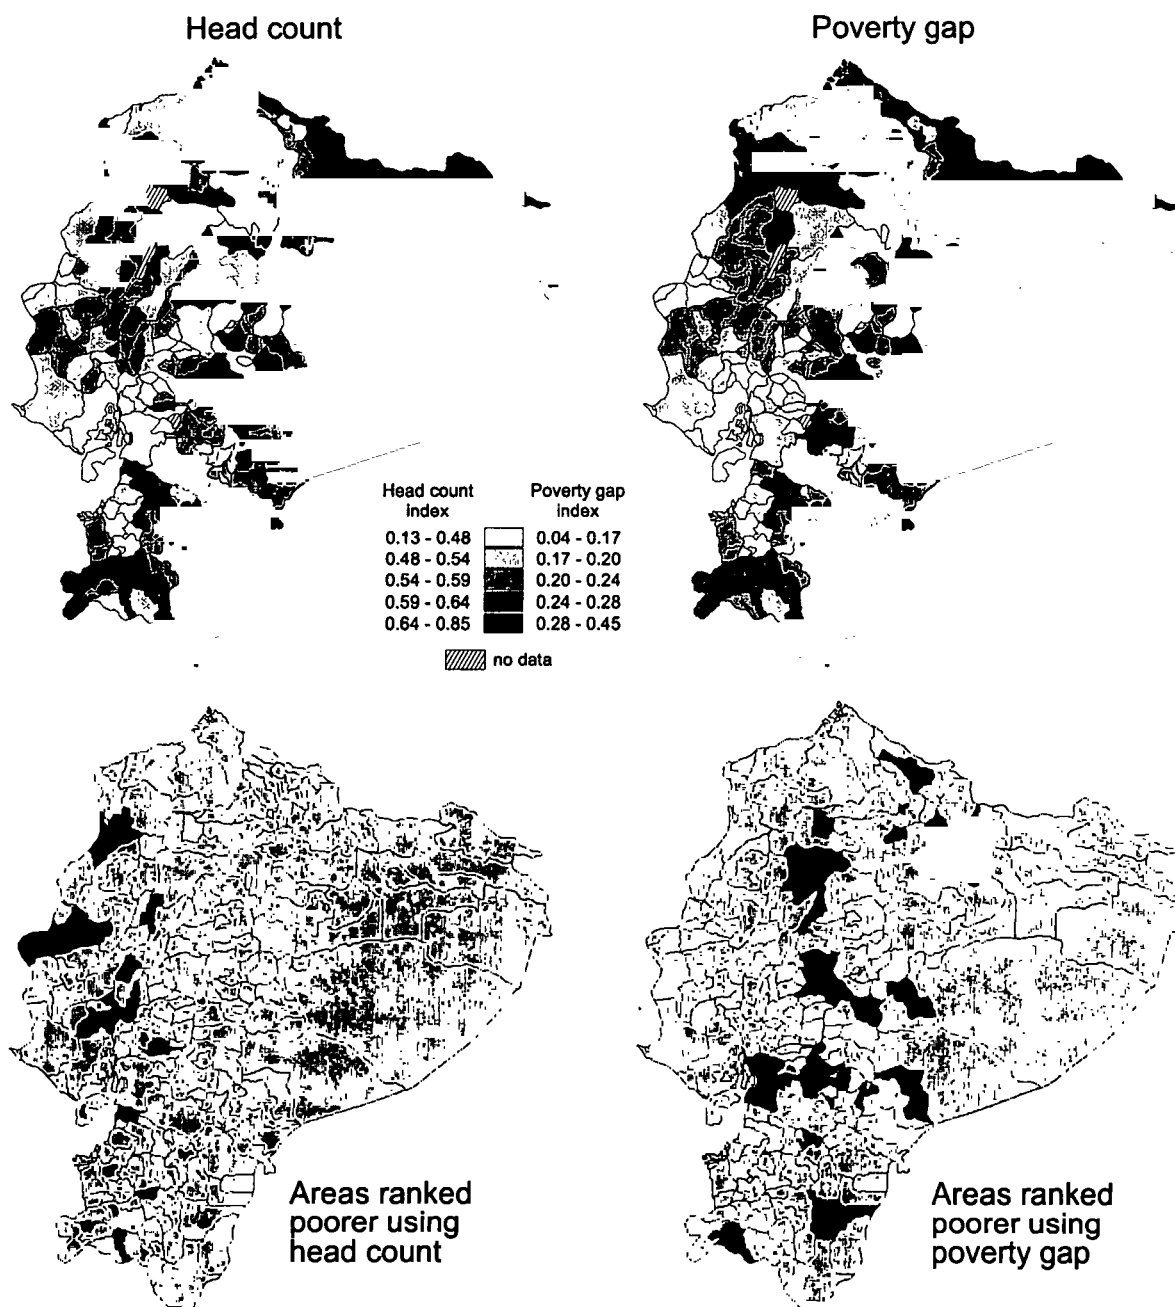 Head count
Poverty gap
Head count index
Poverty gap index
0.13 - 0.48
0.04 - 0.17
0.48 - 0.54
0.17 - 0.20
0.54 - 0.59
0.20 - 0.24
0.59 - 0.64
0.24 - 0.28
0.64 - 0.85
0.28 - 0.45
no data
Areas ranked
poorer using
head count
Areas ranked
poorer using
poverty gap